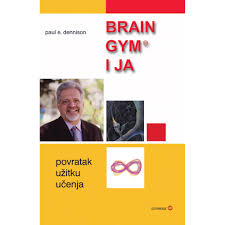 paul e. dennison
BRAIN
GYM®
I JA
povratak
užitku
učenja